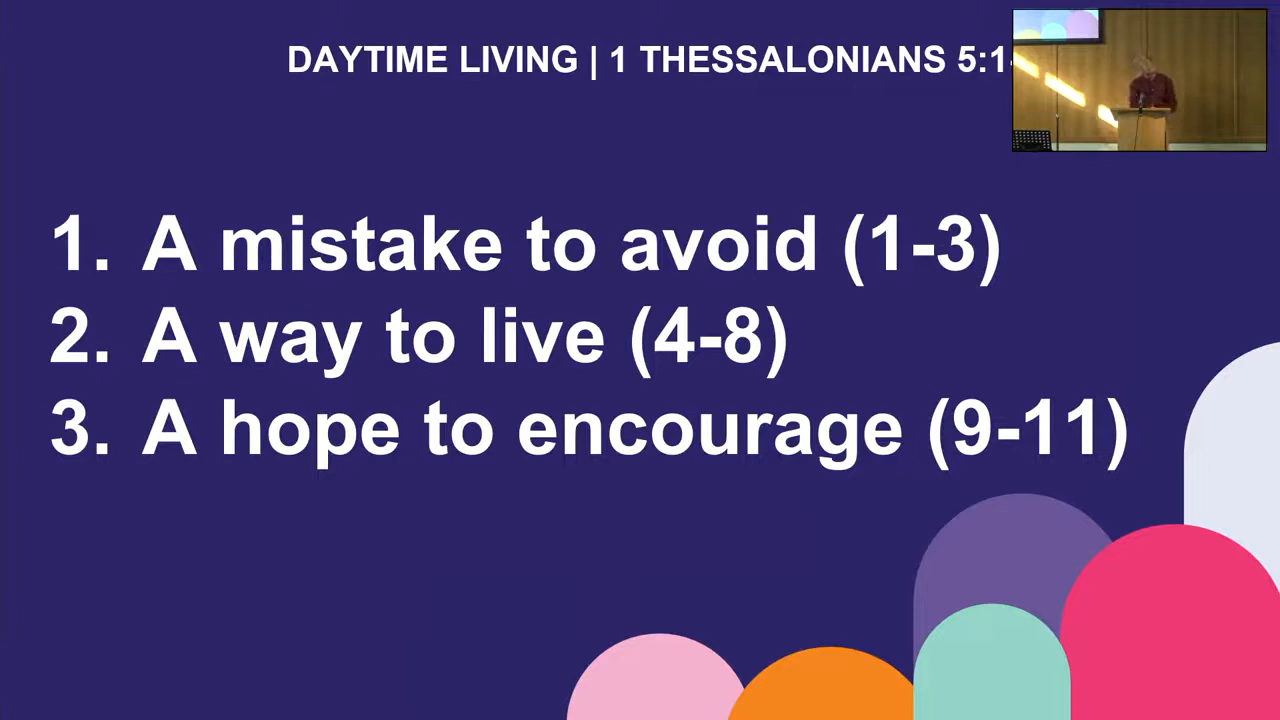 DAYTIME LIVING | 1 THESSALONIANS 5:1-
1. A mistake to avoid (1-3)
2. A way to live (4-8)
3. A hope to encourage (9-11)